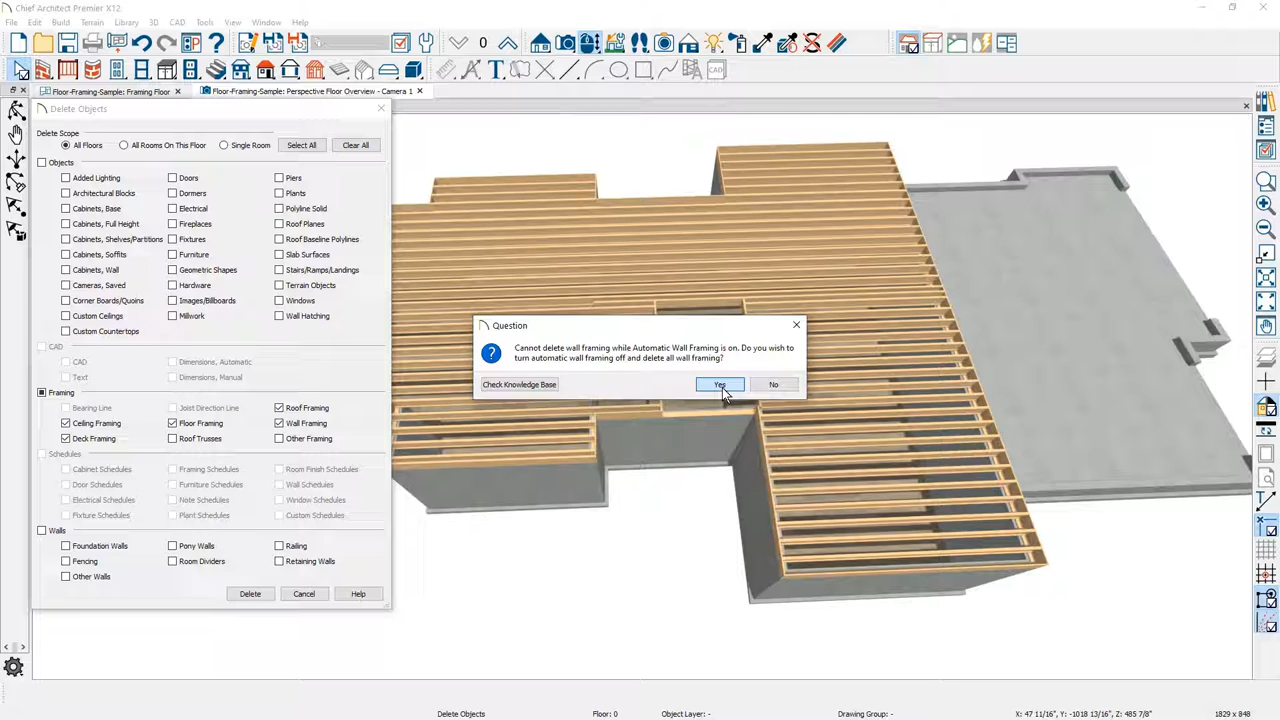 Chief Architect Premier X12
File Edit Build Terrain Library 3D CAD Tools View Window Help
0
CAD
Floor-Framing-Sample: Framing Floor
Floor-Framing-Sample: Perspective Floor Overview - Camera 1
Delete Objects
Delete Scope
All Floors All Rooms On This Floor Single Room Select All Clear All
Objects
Added Lighting Doors Piers
Architectural Blocks Dormers Plants
Cabinets, Base Electrical Polyline Solid
Cabinets, Full Height Fireplaces Roof Planes
Cabinets, Shelves/Partitions Fixtures Roof Baseline Polylines
Cabinets, Soffits Furniture Slab Surfaces
Cabinets, Wall Geometric Shapes Stairs/Ramps/Landings
Cameras, Saved Hardware Terrain Objects
Corner Boards/Quoins Images/Billboards Windows
Custom Ceilings Millwork Wall Hatching
Custom Countertops
CAD
CAD Dimensions, Automatic
Text Dimensions, Manual
Framing
Bearing Line Joist Direction Line Roof Framing
Ceiling Framing Floor Framing Wall Framing
Deck Framing Roof Trusses Other Framing
Schedules
Cabinet Schedules Framing Schedules Room Finish Schedules
Door Schedules Furniture Schedules Wall Schedules
Electrical Schedules Note Schedules Window Schedules
Fixture Schedules Plant Schedules Custom Schedules
Walls
Foundation Walls Pony Walls Railing
Fencing Room Dividers Retaining Walls
Other Walls
Delete Cancel Help
Question
Cannot delete wall framing while Automatic Wall Framing is on. Do you wish to
turn automatic wall framing off and delete all wall framing?
Check Knowledge Base Yes No
Delete Objects Floor: 0 Object Layer: - Drawing Group: - X: 47 11/16", Y: -1018 13/16", Z: 485 7/8" 1829 x 848